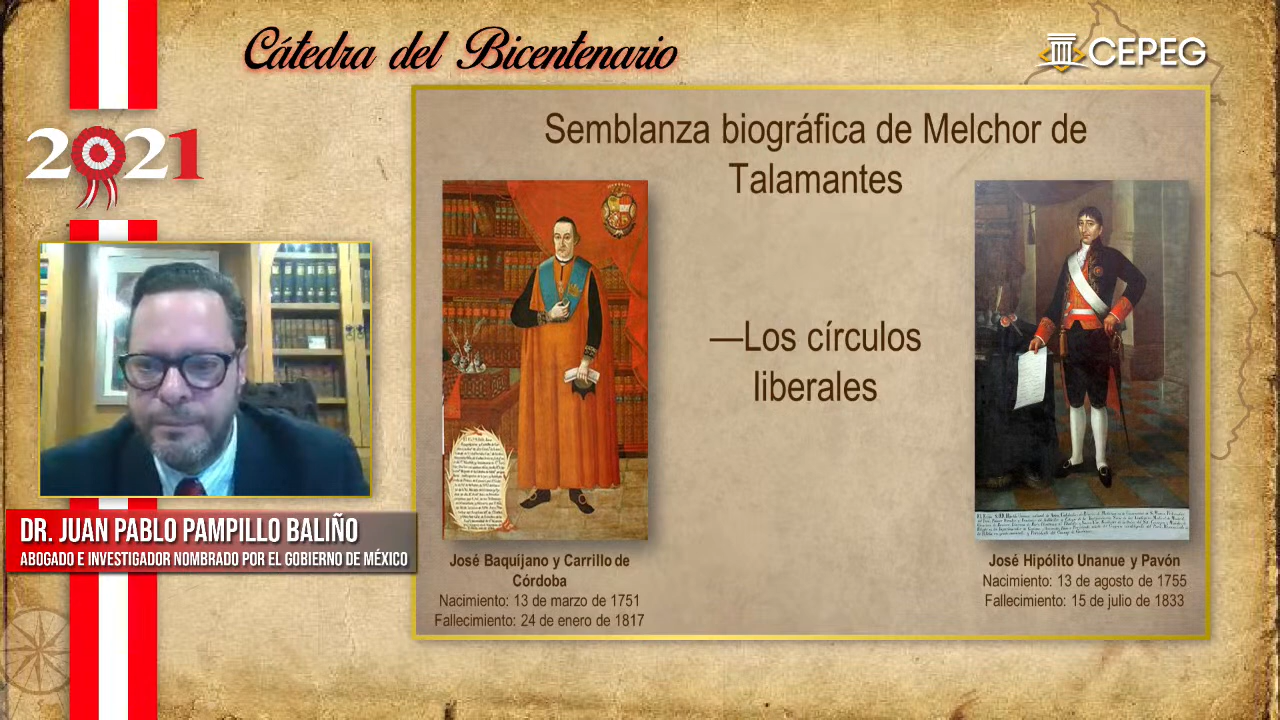 Cátedra del Bicentenario
CEPEG
2021
Semblanza biográfica de Melchor de
Talamantes
—Los círculos
liberales
DR. JUAN PABLO PAMPILLO BALIÑO
ABOGADO E INVESTIGADOR NOMBRADO POR EL GOBIERNO DE MÉXICO
José Baquijano y Carrillo de
Córdoba
Nacimiento: 13 de marzo de 1751
Fallecimiento: 24 de enero de 1817
José Hipólito Unanue y Pavón
Nacimiento: 13 de agosto de 1755
Fallecimiento: 15 de julio de 1833